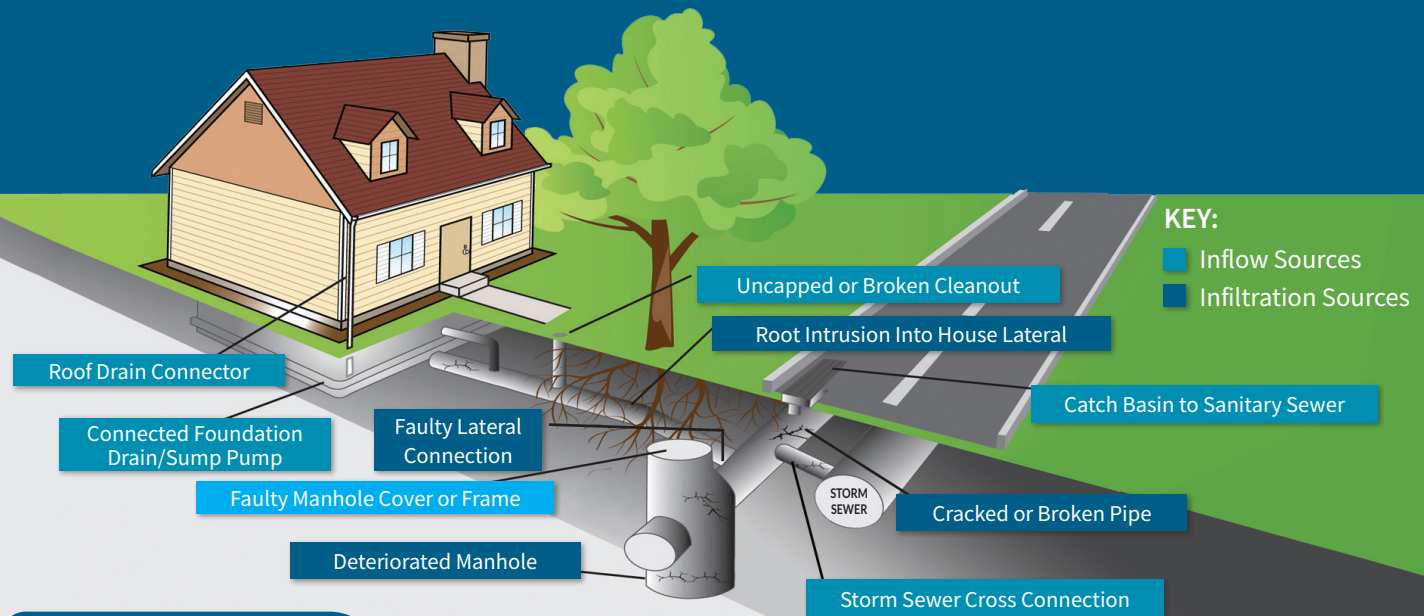 KEY:
Inflow Sources
Infiltration Sources
Uncapped or Broken Cleanout
Root Intrusion Into House Lateral
Roof Drain Connector
Catch Basin to Sanitary Sewer
Connected Foundation
Drain/Sump Pump
Faulty Lateral
Connection
Faulty Manhole Cover or Frame
STORM
SEWER
Cracked or Broken Pipe
Deteriorated Manhole
Storm Sewer Cross Connection